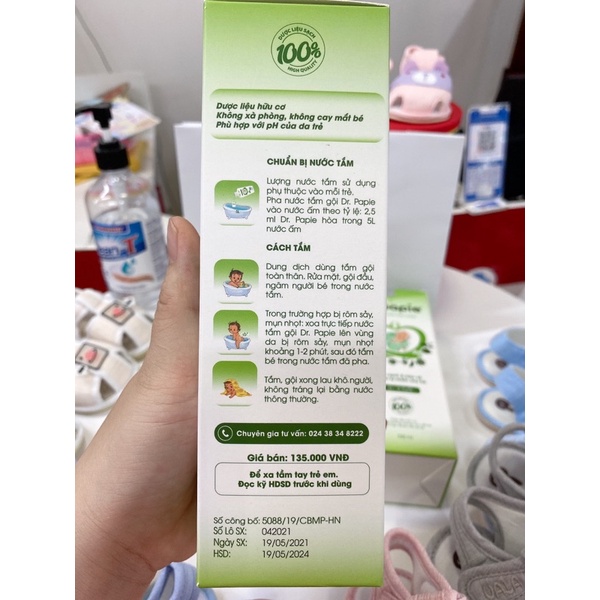 DƯỢC LIỆU SẠCH
100%
HIGH QUALITY
Dược liệu hữu cơ
Không xà phòng, không cay mắt bé
Phù hợp với pH của da trẻ
CHUẨN BỊ NƯỚC TẮM
Lượng nước tắm sử dụng
phụ thuộc vào mỗi trẻ.
Pha nước tắm gội Dr. Papie
vào nước ấm theo tỷ lệ: 2,5
ml Dr. Papie hòa trong 5L
nước ấm
CÁCH TẮM
Dung dịch dùng tắm gội
toàn thân. Rửa mặt, gội đầu,
ngâm người bé trong nước
tắm.
Trong trường hợp bị rôm sảy,
mụn nhọt: xoa trực tiếp nước
tắm gội Dr. Papie lên vùng
da bị rôm sảy, mụn nhọt
khoảng 1-2 phút, sau đó tắm
bé trong nước tắm đã pha.
Tắm, gội xong lau khô người,
không tráng lại bằng nước
thông thường.
Chuyên gia tư vấn: 024 38 34 8222
Giá bán: 135.000 VNĐ
Để xa tầm tay trẻ em.
Đọc kỹ HDSD trước khi dùng
Số công bố: 5088/19/CBMP-HN
Số Lô SX: 042021
Ngày SX: 19/05/2021
HSD: 19/05/2024
100%